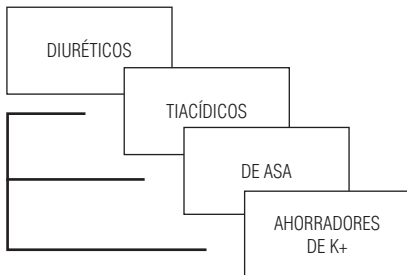 DIURÉTICOS
TIACÍDICOS
DE ASA
AHORRADORES
DE K+